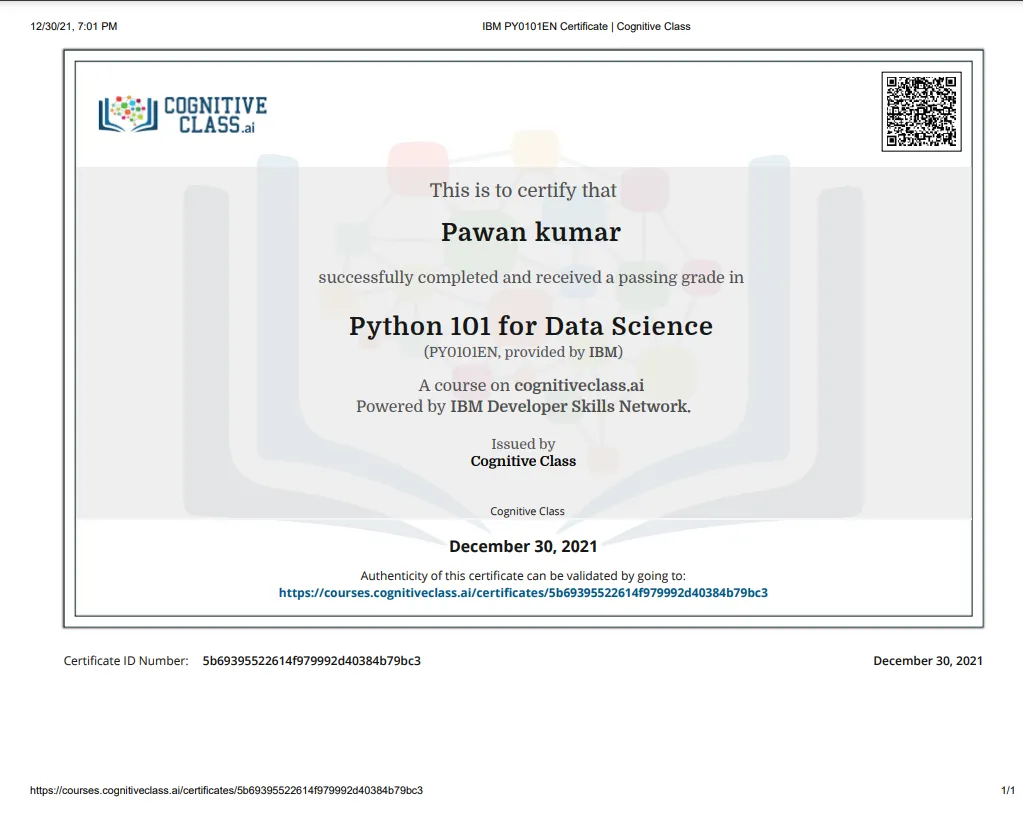 12/30/21, 7:01 PM IBM PY0101EN Certificate | Cognitive Class
COGNITIVE
CLASS.ai
This is to certify that
Pawan kumar
successfully completed and received a passing grade in
Python 101 for Data Science
(PY0101EN, provided by IBM)
A course on cognitiveclass.ai
Powered by IBM Developer Skills Network.
Issued by
Cognitive Class
Cognitive Class
December 30, 2021
Authenticity of this certificate can be validated by going to:
https://courses.cognitiveclass.ai/certificates/5b69395522614f979992d40384b79bc3
Certificate ID Number: 5b69395522614f979992d40384b79bc3 December 30, 2021
https://courses.cognitiveclass.ai/certificates/5b69395522614f979992d40384b79bc3 1/1